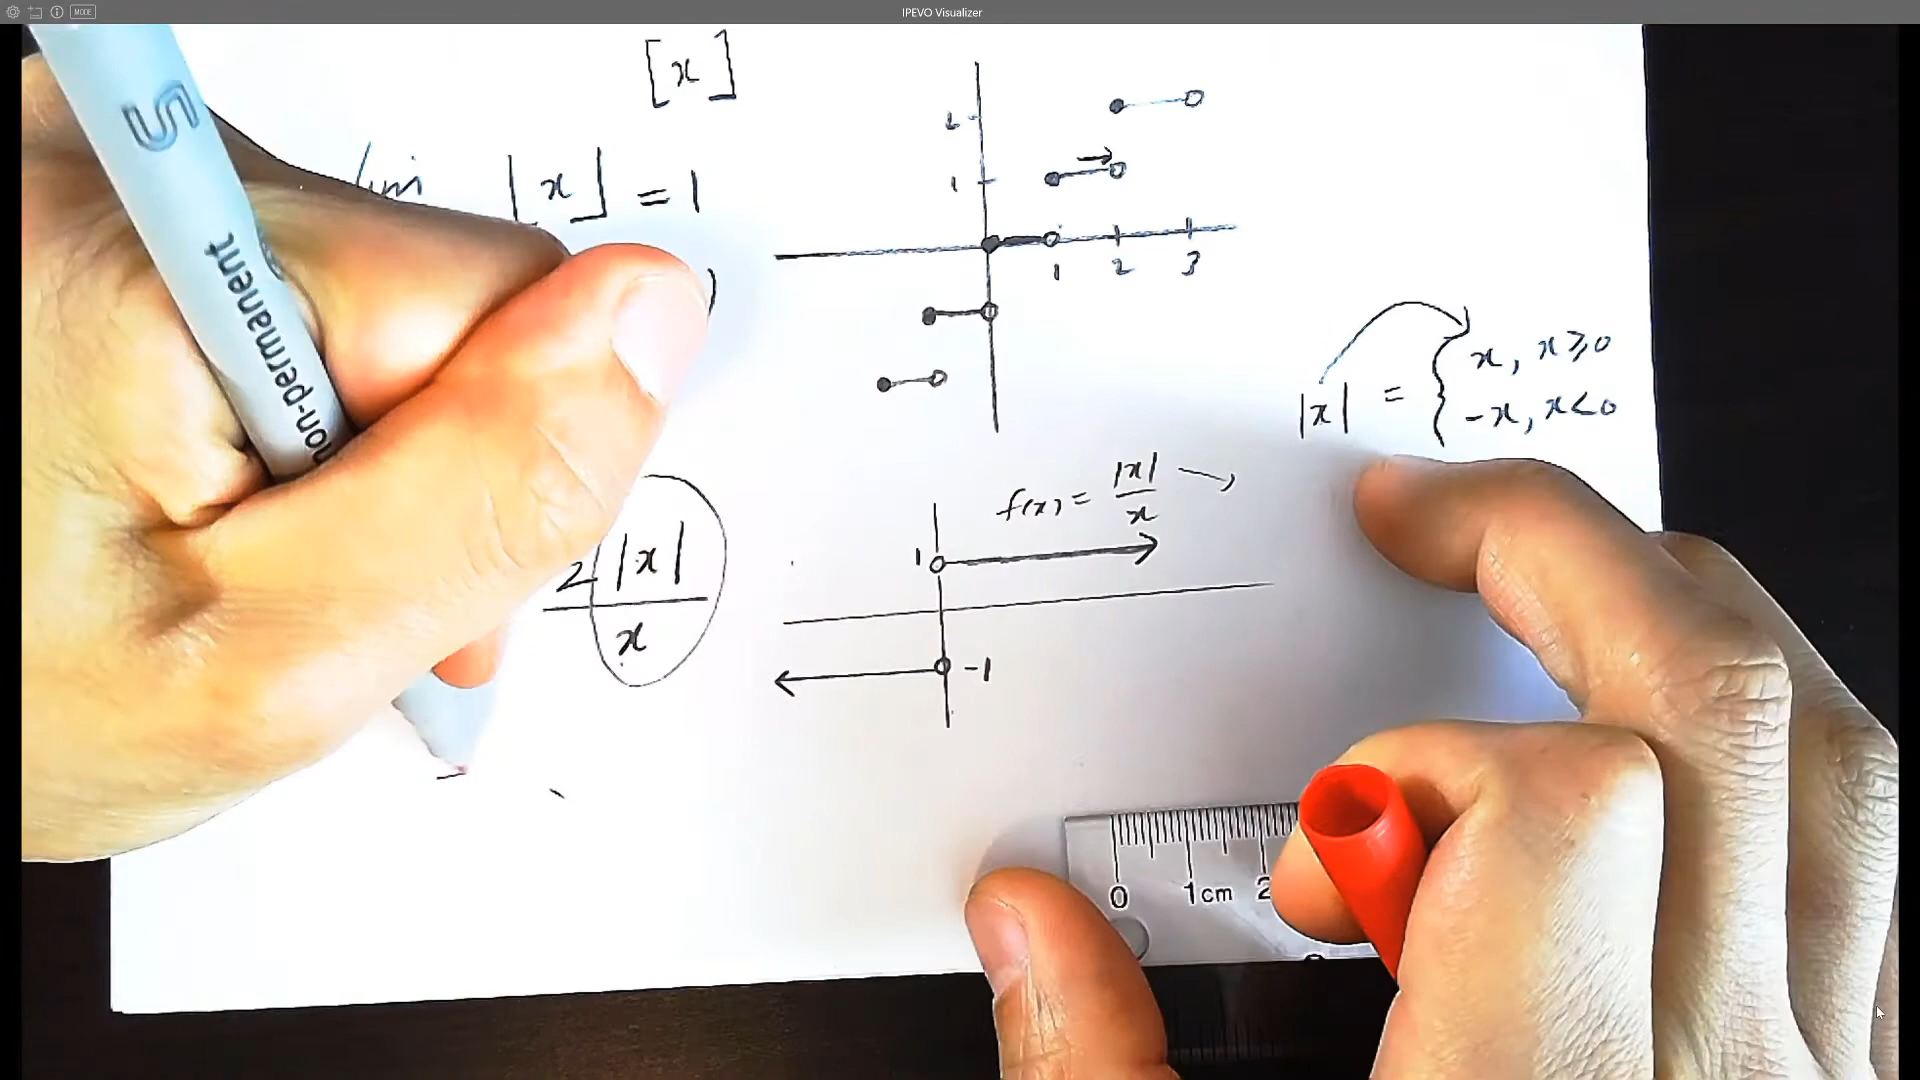 MODE
IPEVO Visualizer
[x]
lim ⌊x⌋ = 1
2
1
1 2 3
|x| = { x, x ≥ 0
-x, x < 0
f(x) = |x| / x
1
-1
2|x|
x
S
non-permanent
0 1cm 2